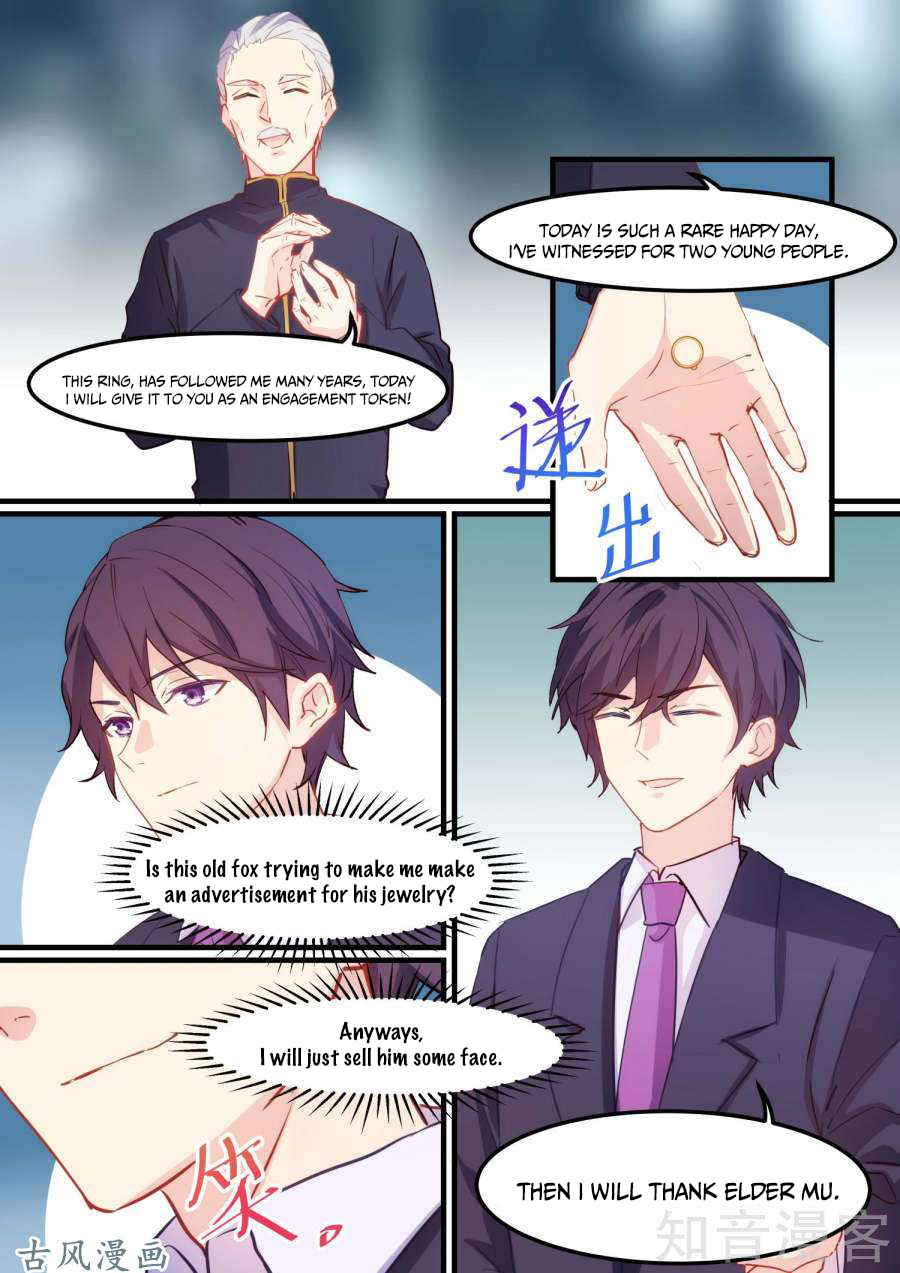 TODAY IS SUCH A RARE HAPPY DAY,
I'VE WITNESSED FOR TWO YOUNG PEOPLE.
THIS RING, HAS FOLLOWED ME MANY YEARS, TODAY
I WILL GIVE IT TO YOU AS AN ENGAGEMENT TOKEN!
递
出
Is this old fox trying to make me make
an advertisement for his jewelry?
Anyways,
I will just sell him some face.
笑。
THEN I WILL THANK ELDER MU.
知音漫客
古风漫画